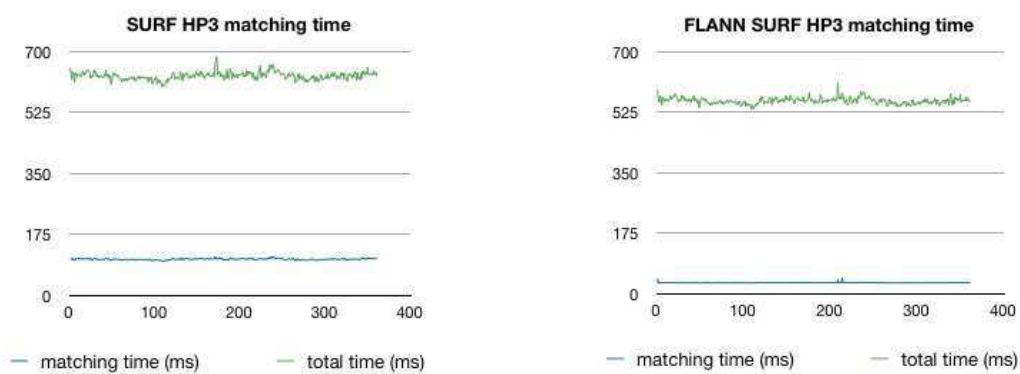 SURF HP3 matching time
700
525
350
175
0
0 100 200 300 400
matching time (ms) total time (ms)
FLANN SURF HP3 matching time
700
525
350
175
0
0 100 200 300 400
matching time (ms) total time (ms)